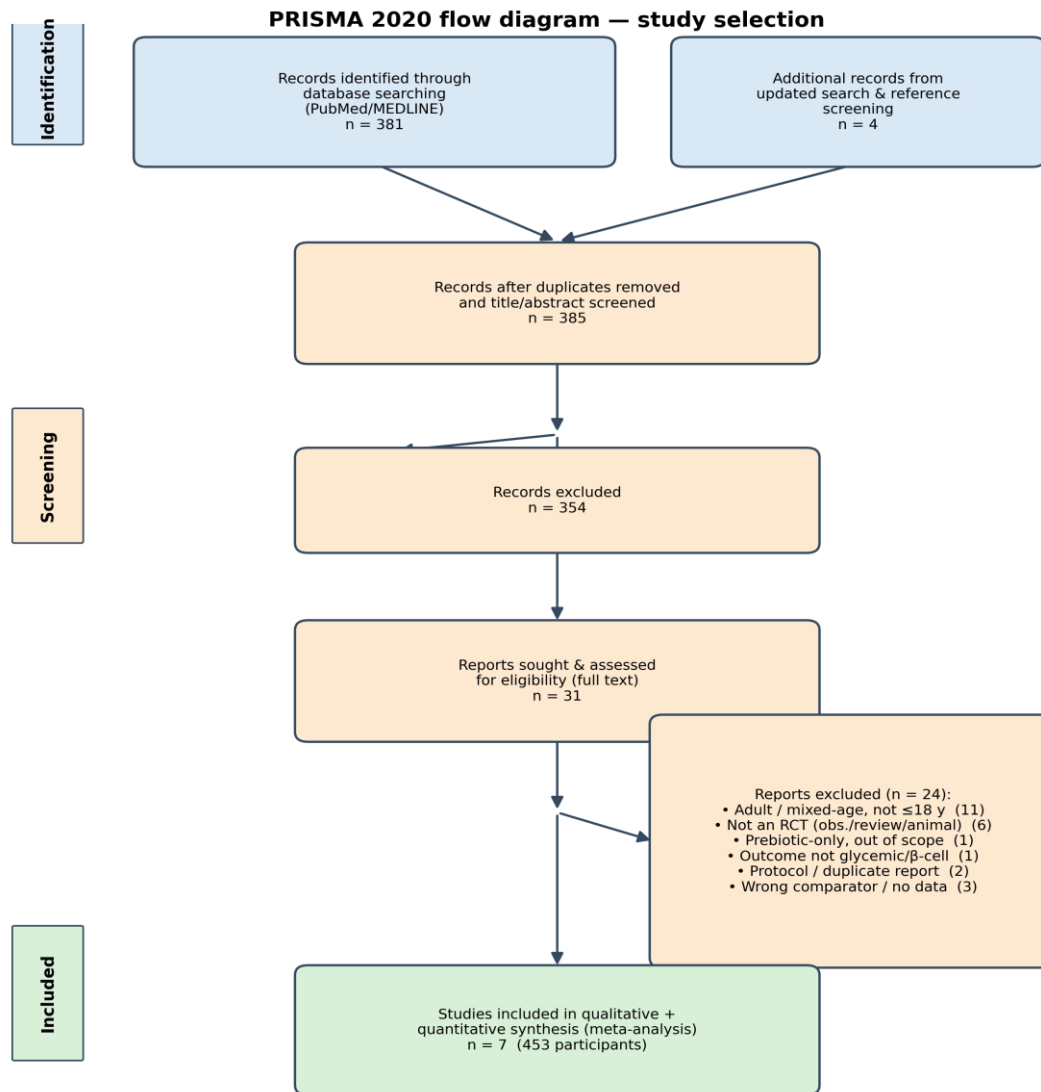 PRISMA 2020 flow diagram — study selection
Identification
Records identified through
database searching
(PubMed/MEDLINE)
n = 381
Additional records from
updated search & reference
screening
n = 4
Records after duplicates removed
and title/abstract screened
n = 385
Screening
Records excluded
n = 354
Reports sought & assessed
for eligibility (full text)
n = 31
Reports excluded (n = 24):
• Adult / mixed-age, not ≤18 y (11)
• Not an RCT (obs./review/animal) (6)
• Prebiotic-only, out of scope (1)
• Outcome not glycemic/β-cell (1)
• Protocol / duplicate report (2)
• Wrong comparator / no data (3)
Included
Studies included in qualitative +
quantitative synthesis (meta-analysis)
n = 7 (453 participants)